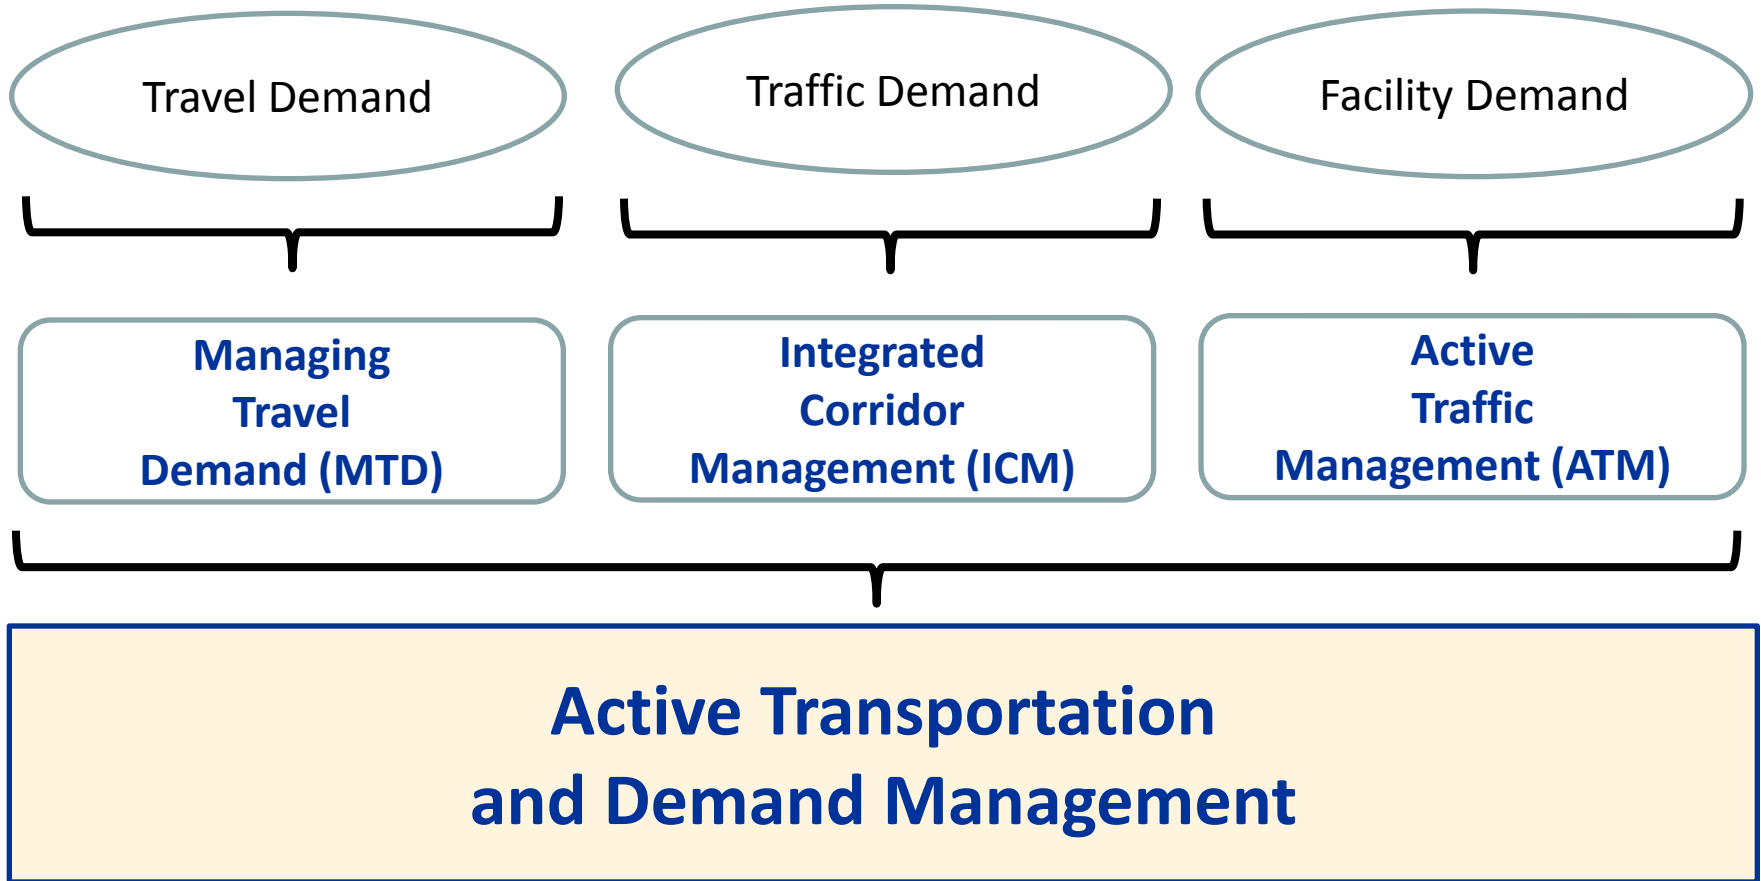 Travel Demand
Traffic Demand
Facility Demand
Managing
Travel
Demand (MTD)
Integrated
Corridor
Management (ICM)
Active
Traffic
Management (ATM)
Active Transportation
and Demand Management